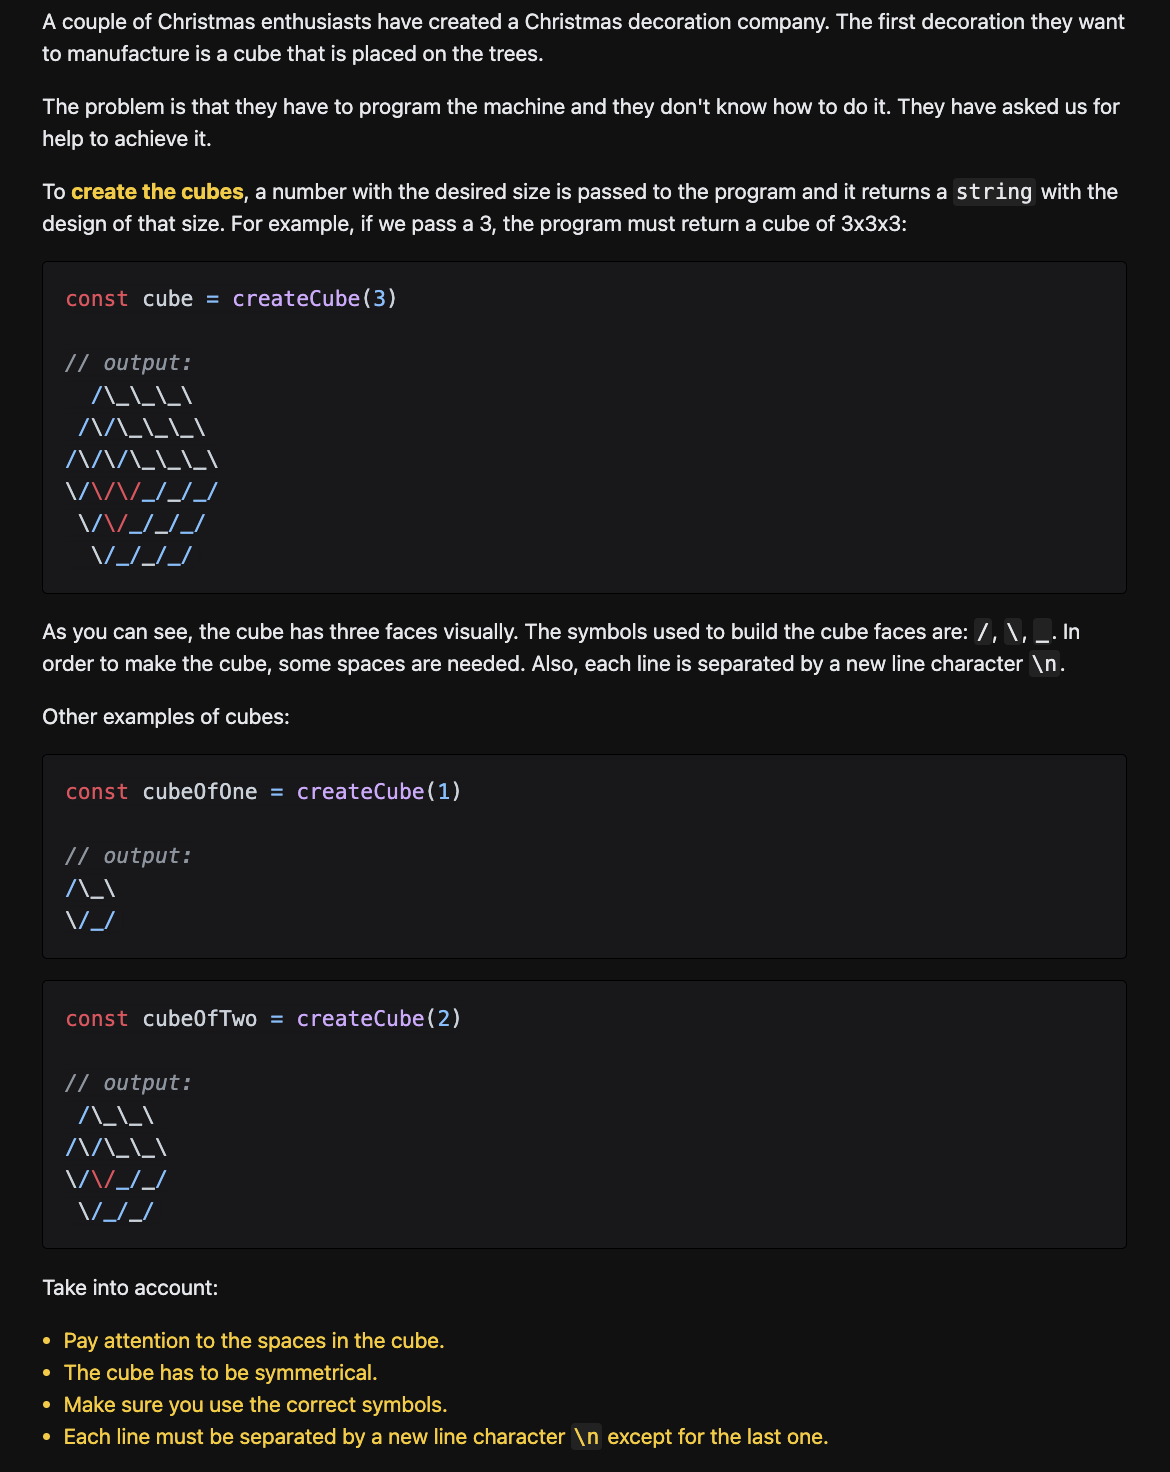 A couple of Christmas enthusiasts have created a Christmas decoration company. The first decoration they want
to manufacture is a cube that is placed on the trees.
The problem is that they have to program the machine and they don't know how to do it. They have asked us for
help to achieve it.
To create the cubes, a number with the desired size is passed to the program and it returns a string with the
design of that size. For example, if we pass a 3, the program must return a cube of 3x3x3:
const cube = createCube(3)
// output:
  /\_\_\_\
 /\/\_\_\_\
/\/\/\_\_\_\
\/\/\/_/_/_/
 \/\/_/_/_/
  \/_/_/_/
As you can see, the cube has three faces visually. The symbols used to build the cube faces are: /, \, _. In
order to make the cube, some spaces are needed. Also, each line is separated by a new line character \n.
Other examples of cubes:
const cubeOfOne = createCube(1)
// output:
/\_\
\/_/
const cubeOfTwo = createCube(2)
// output:
 /\_\_\
/\/\_\_\
\/\/_/_/
 \/_/_/
Take into account:
• Pay attention to the spaces in the cube.
• The cube has to be symmetrical.
• Make sure you use the correct symbols.
• Each line must be separated by a new line character \n except for the last one.